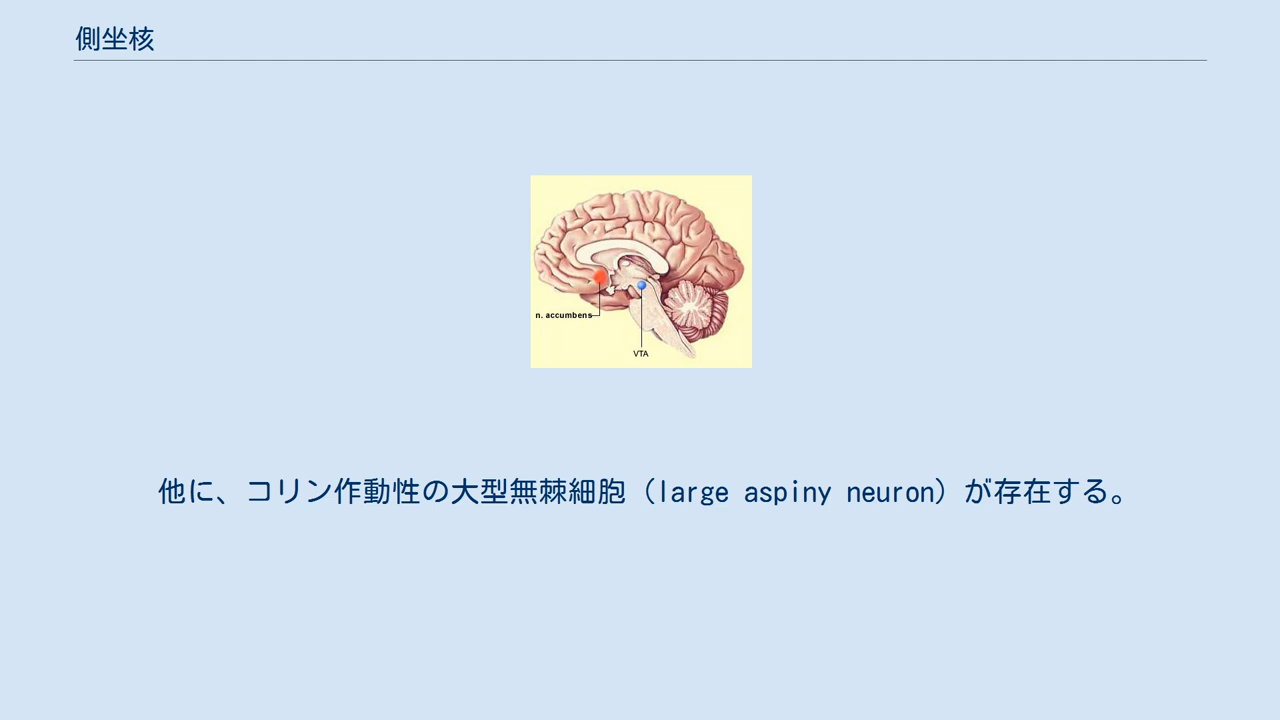 側坐核
n. accumbens
VTA
他に、コリン作動性の大型無棘細胞（large aspiny neuron）が存在する。